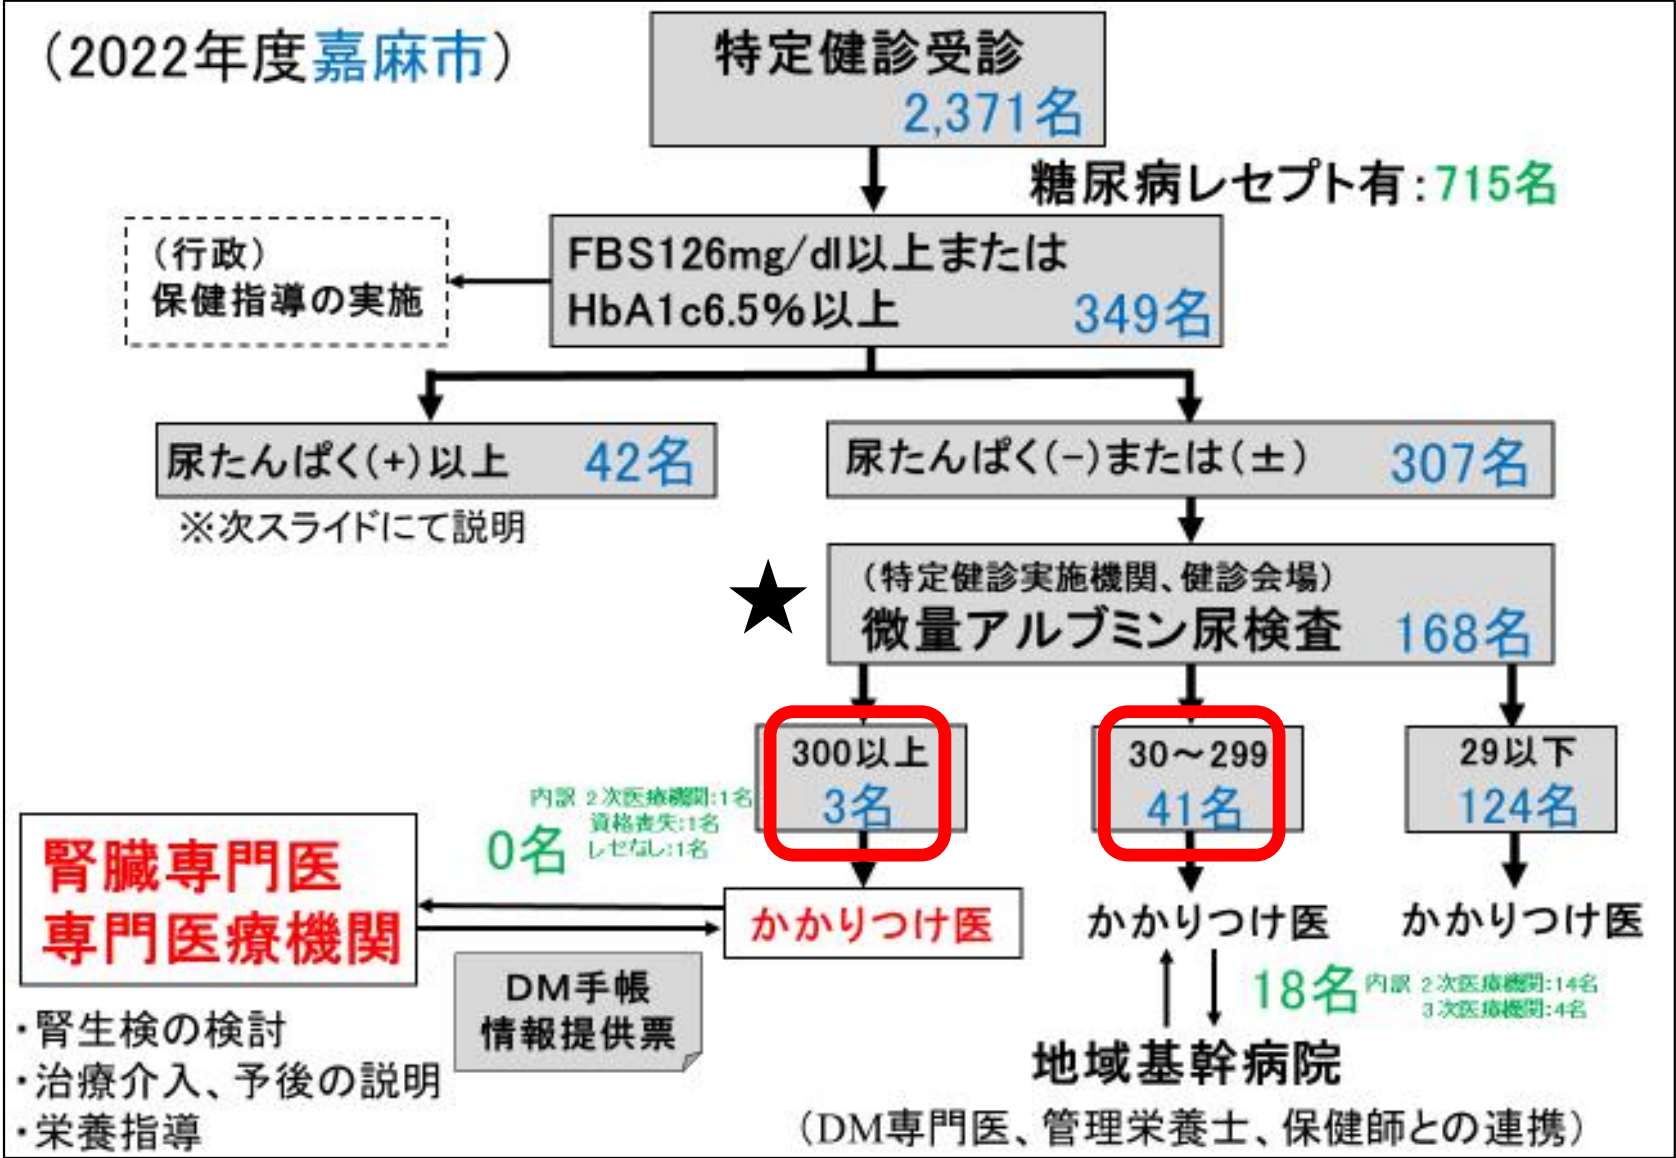 （2022年度嘉麻市）
特定健診受診
2,371名
糖尿病レセプト有：715名
（行政）
保健指導の実施
FBS126mg/dl以上または
HbA1c6.5%以上 349名
尿たんぱく(+)以上 42名
※次スライドにて説明
尿たんぱく(-)または(±) 307名
（特定健診実施機関、健診会場）
微量アルブミン尿検査 168名
300以上
3名
30～299
41名
29以下
124名
内訳 2次医療機関:1名
資格喪失:1名
レセなし:1名
0名
腎臓専門医
専門医療機関
かかりつけ医
かかりつけ医
かかりつけ医
DM手帳
情報提供票
18名 内訳 2次医療機関:14名
3次医療機関:4名
地域基幹病院
（DM専門医、管理栄養士、保健師との連携）
・腎生検の検討
・治療介入、予後の説明
・栄養指導